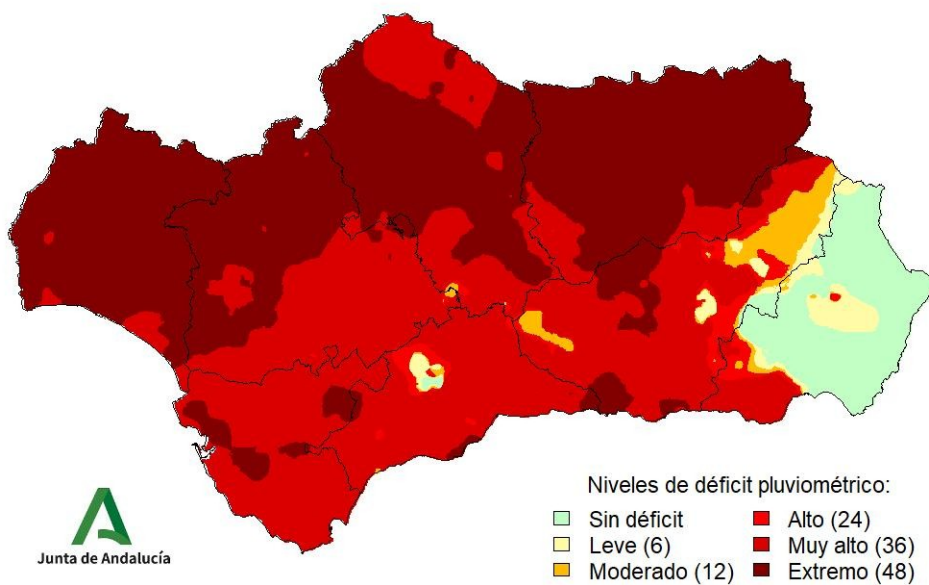 Niveles de déficit pluviométrico:
Sin déficit
Alto (24)
Leve (6)
Muy alto (36)
Moderado (12)
Extremo (48)
Junta de Andalucía